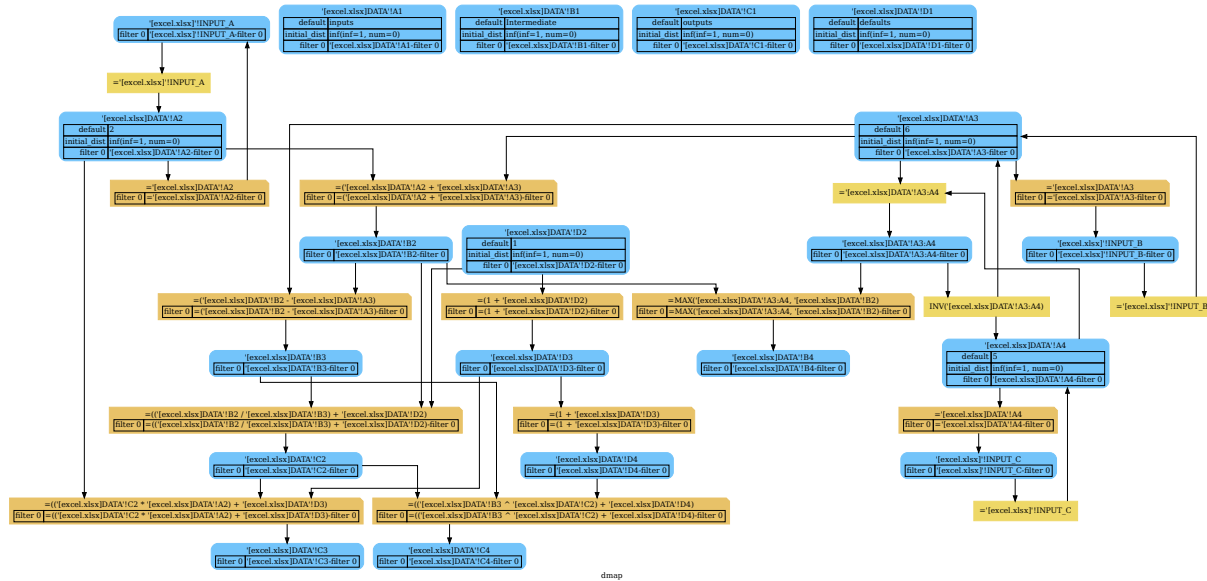 '[excel.xlsx]'!INPUT_A
filter 0 '[excel.xlsx]'!INPUT_A-filter 0
'[excel.xlsx]DATA'!A1
default inputs
initial_dist inf(inf=1, num=0)
filter 0 '[excel.xlsx]DATA'!A1-filter 0
'[excel.xlsx]DATA'!B1
default Intermediate
initial_dist inf(inf=1, num=0)
filter 0 '[excel.xlsx]DATA'!B1-filter 0
'[excel.xlsx]DATA'!C1
default outputs
initial_dist inf(inf=1, num=0)
filter 0 '[excel.xlsx]DATA'!C1-filter 0
'[excel.xlsx]DATA'!D1
default defaults
initial_dist inf(inf=1, num=0)
filter 0 '[excel.xlsx]DATA'!D1-filter 0
='[excel.xlsx]'!INPUT_A
'[excel.xlsx]DATA'!A2
default 2
initial_dist inf(inf=1, num=0)
filter 0 '[excel.xlsx]DATA'!A2-filter 0
'[excel.xlsx]DATA'!A3
default 6
initial_dist inf(inf=1, num=0)
filter 0 '[excel.xlsx]DATA'!A3-filter 0
='[excel.xlsx]DATA'!A2
filter 0 ='[excel.xlsx]DATA'!A2-filter 0
=('[excel.xlsx]DATA'!A2 + '[excel.xlsx]DATA'!A3)
filter 0 =('[excel.xlsx]DATA'!A2 + '[excel.xlsx]DATA'!A3)-filter 0
='[excel.xlsx]DATA'!A3:A4
='[excel.xlsx]DATA'!A3
filter 0 ='[excel.xlsx]DATA'!A3-filter 0
'[excel.xlsx]DATA'!B2
filter 0 '[excel.xlsx]DATA'!B2-filter 0
'[excel.xlsx]DATA'!D2
default 1
initial_dist inf(inf=1, num=0)
filter 0 '[excel.xlsx]DATA'!D2-filter 0
'[excel.xlsx]DATA'!A3:A4
filter 0 '[excel.xlsx]DATA'!A3:A4-filter 0
'[excel.xlsx]'!INPUT_B
filter 0 '[excel.xlsx]'!INPUT_B-filter 0
=('[excel.xlsx]DATA'!B2 - '[excel.xlsx]DATA'!A3)
filter 0 =('[excel.xlsx]DATA'!B2 - '[excel.xlsx]DATA'!A3)-filter 0
=(1 + '[excel.xlsx]DATA'!D2)
filter 0 =(1 + '[excel.xlsx]DATA'!D2)-filter 0
=MAX('[excel.xlsx]DATA'!A3:A4, '[excel.xlsx]DATA'!B2)
filter 0 =MAX('[excel.xlsx]DATA'!A3:A4, '[excel.xlsx]DATA'!B2)-filter 0
INV('[excel.xlsx]DATA'!A3:A4)
='[excel.xlsx]'!INPUT_B
'[excel.xlsx]DATA'!B3
filter 0 '[excel.xlsx]DATA'!B3-filter 0
'[excel.xlsx]DATA'!D3
filter 0 '[excel.xlsx]DATA'!D3-filter 0
'[excel.xlsx]DATA'!B4
filter 0 '[excel.xlsx]DATA'!B4-filter 0
'[excel.xlsx]DATA'!A4
default 5
initial_dist inf(inf=1, num=0)
filter 0 '[excel.xlsx]DATA'!A4-filter 0
=(('[excel.xlsx]DATA'!B2 / '[excel.xlsx]DATA'!B3) + '[excel.xlsx]DATA'!D2)
filter 0 =(('[excel.xlsx]DATA'!B2 / '[excel.xlsx]DATA'!B3) + '[excel.xlsx]DATA'!D2)-filter 0
=(1 + '[excel.xlsx]DATA'!D3)
filter 0 =(1 + '[excel.xlsx]DATA'!D3)-filter 0
='[excel.xlsx]DATA'!A4
filter 0 ='[excel.xlsx]DATA'!A4-filter 0
'[excel.xlsx]DATA'!C2
filter 0 '[excel.xlsx]DATA'!C2-filter 0
'[excel.xlsx]DATA'!D4
filter 0 '[excel.xlsx]DATA'!D4-filter 0
'[excel.xlsx]'!INPUT_C
filter 0 '[excel.xlsx]'!INPUT_C-filter 0
=(('[excel.xlsx]DATA'!C2 * '[excel.xlsx]DATA'!A2) + '[excel.xlsx]DATA'!D3)
filter 0 =(('[excel.xlsx]DATA'!C2 * '[excel.xlsx]DATA'!A2) + '[excel.xlsx]DATA'!D3)-filter 0
=(('[excel.xlsx]DATA'!B3 ^ '[excel.xlsx]DATA'!C2) + '[excel.xlsx]DATA'!D4)
filter 0 =(('[excel.xlsx]DATA'!B3 ^ '[excel.xlsx]DATA'!C2) + '[excel.xlsx]DATA'!D4)-filter 0
='[excel.xlsx]'!INPUT_C
'[excel.xlsx]DATA'!C3
filter 0 '[excel.xlsx]DATA'!C3-filter 0
'[excel.xlsx]DATA'!C4
filter 0 '[excel.xlsx]DATA'!C4-filter 0
dmap